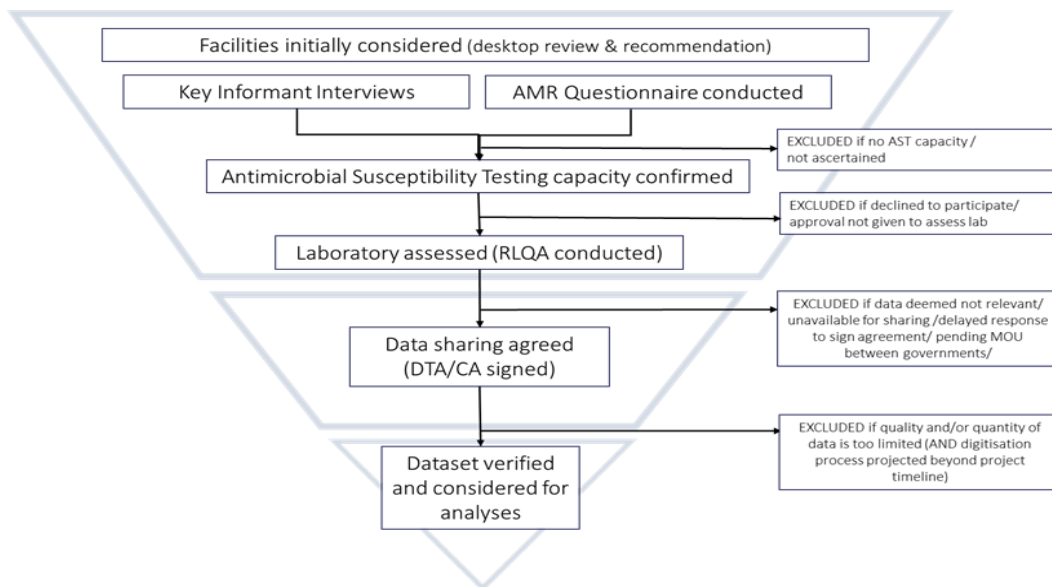 Facilities initially considered (desktop review & recommendation)
Key Informant Interviews
AMR Questionnaire conducted
EXCLUDED if no AST capacity /
not ascertained
Antimicrobial Susceptibility Testing capacity confirmed
EXCLUDED if declined to participate/
approval not given to assess lab
Laboratory assessed (RLQA conducted)
EXCLUDED if data deemed not relevant/
unavailable for sharing /delayed response
to sign agreement/ pending MOU
between governments/
Data sharing agreed
(DTA/CA signed)
EXCLUDED if quality and/or quantity of
data is too limited (AND digitisation
process projected beyond project
timeline)
Dataset verified
and considered for
analyses